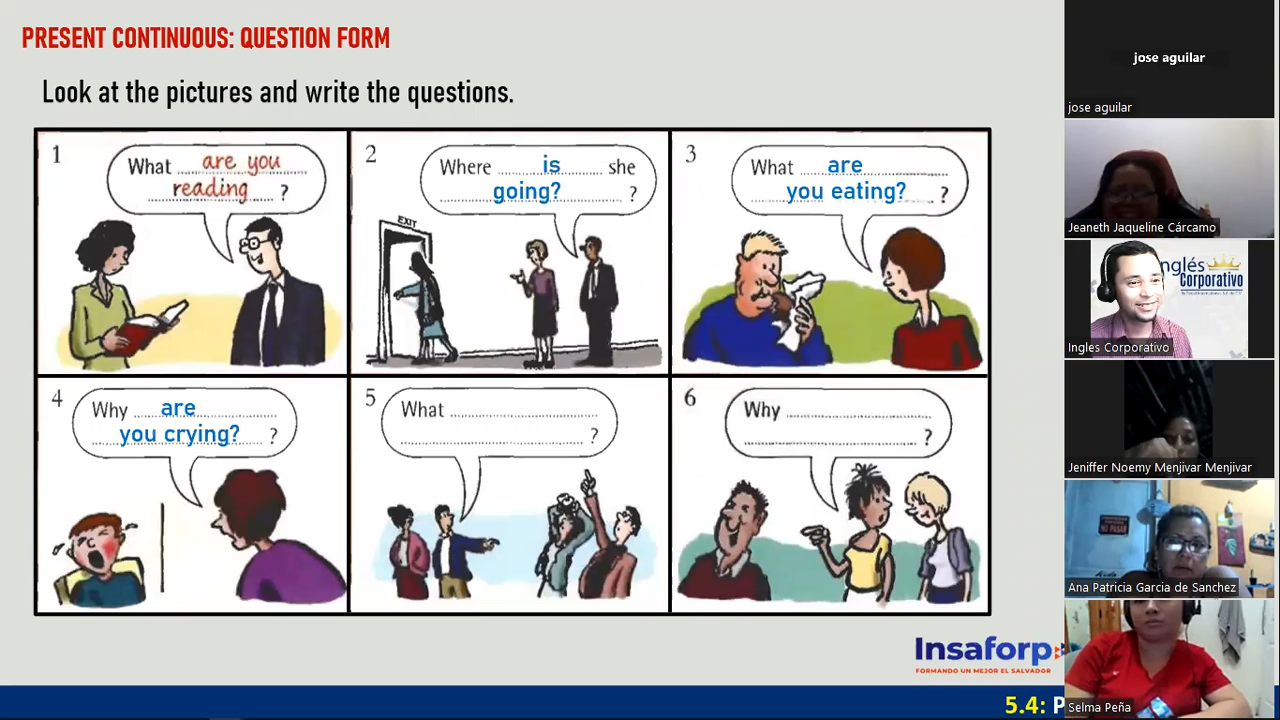 PRESENT CONTINUOUS: QUESTION FORM
Look at the pictures and write the questions.
1
What are you
reading ?
2
EXIT
Where is she
going? ?
3
What are
you eating? ?
4
Why are
you crying? ?
5
What
?
6
Why
?
Insaforp
FORMANDO UN MEJOR EL SALVADOR
5.4: P
jose aguilar
jose aguilar
Jeaneth Jaqueline Cárcamo
Inglés
Corporativo
Ingles Corporativo
Jeniffer Noemy Menjivar Menjivar
NO PASAR
Ana Patricia Garcia de Sanchez
Selma Peña